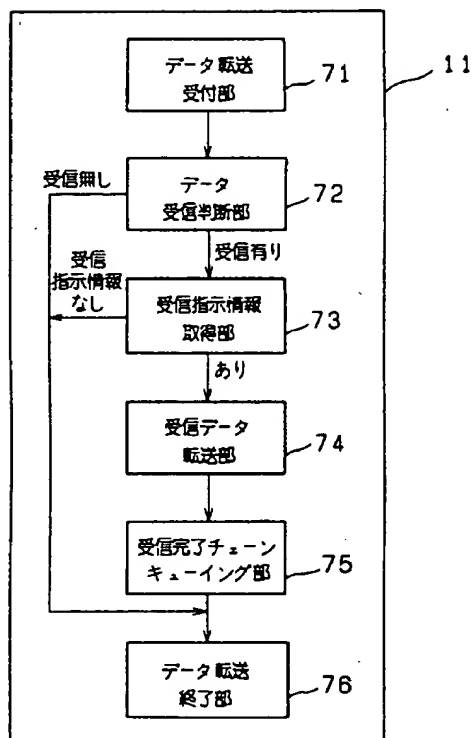 データ転送
受付部
71
11
受信無し
データ
受信判断部
72
受信有り
受信
指示情報
なし
受信指示情報
取得部
73
あり
受信データ
転送部
74
受信完了チェーン
キューイング部
75
データ転送
終了部
76